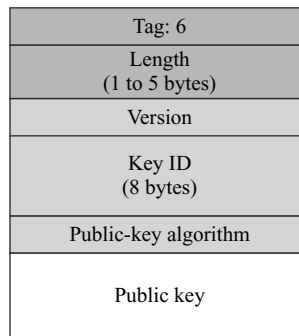 Tag: 6
Length
(1 to 5 bytes)
Version
Key ID
(8 bytes)
Public-key algorithm
Public key